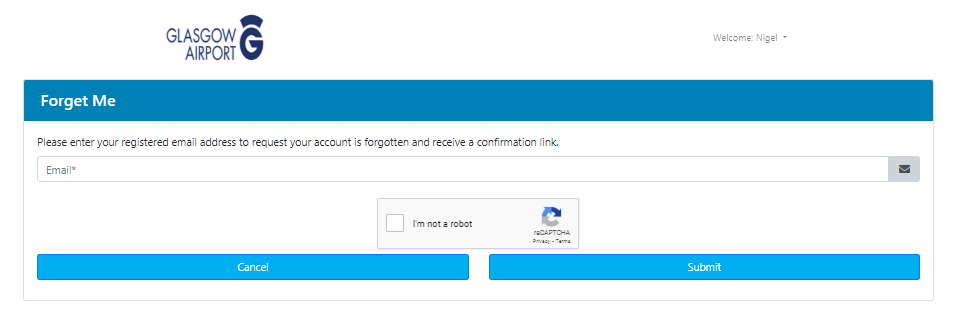 GLASGOW
AIRPORT
Welcome: Nigel
Forget Me
Please enter your registered email address to request your account is forgotten and receive a confirmation link.
Email*
I'm not a robot
reCAPTCHA
Privacy - Terms
Cancel
Submit